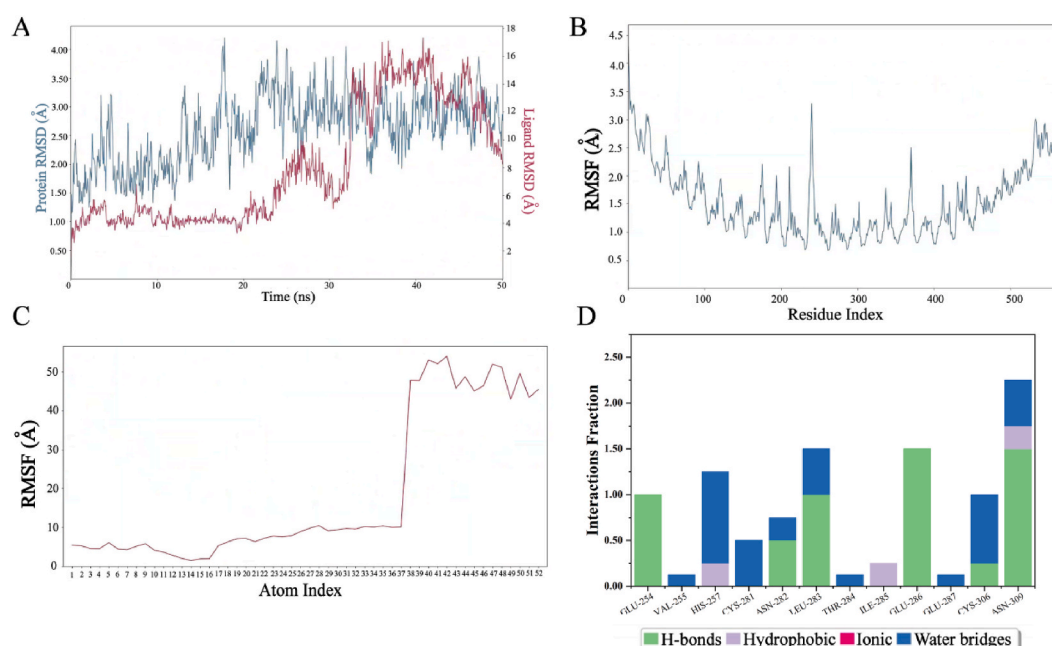 A
Protein RMSD (Å)
4.00
3.50
3.00
2.50
2.00
1.50
1.00
0.50
18
16
14
12
10
8
6
4
2
Ligand RMSD (Å)
0 10 20 30 40 50
Time (ns)
B
RMSF (Å)
4.5
4.0
3.5
3.0
2.5
2.0
1.5
1.0
0.5
0 100 200 300 400 500
Residue Index
C
RMSF (Å)
50
40
30
20
10
0
1 2 3 4 5 6 7 8 9 10 11 12 13 14 15 16 17 18 19 20 21 22 23 24 25 26 27 28 29 30 31 32 33 34 35 36 37 38 39 40 41 42 43 44 45 46 47 48 49 50 51 52
Atom Index
D
Interactions Fraction
2.50
2.00
1.50
1.00
0.50
0.00
GLU-254 VAL-255 HIS-257 CYS-281 ASN-282 LEU-283 THR-284 ILE-285 GLU-286 GLU-287 CYS-306 ASN-309
H-bonds Hydrophobic Ionic Water bridges